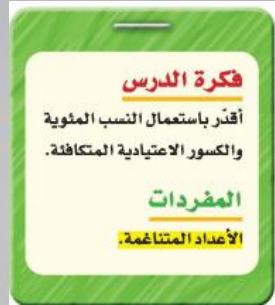 فكرة الدرس
أقدّر باستعمال النسب المئوية
والكسور الاعتيادية المتكافئة.
المفردات
الأعداد المتناغمة.